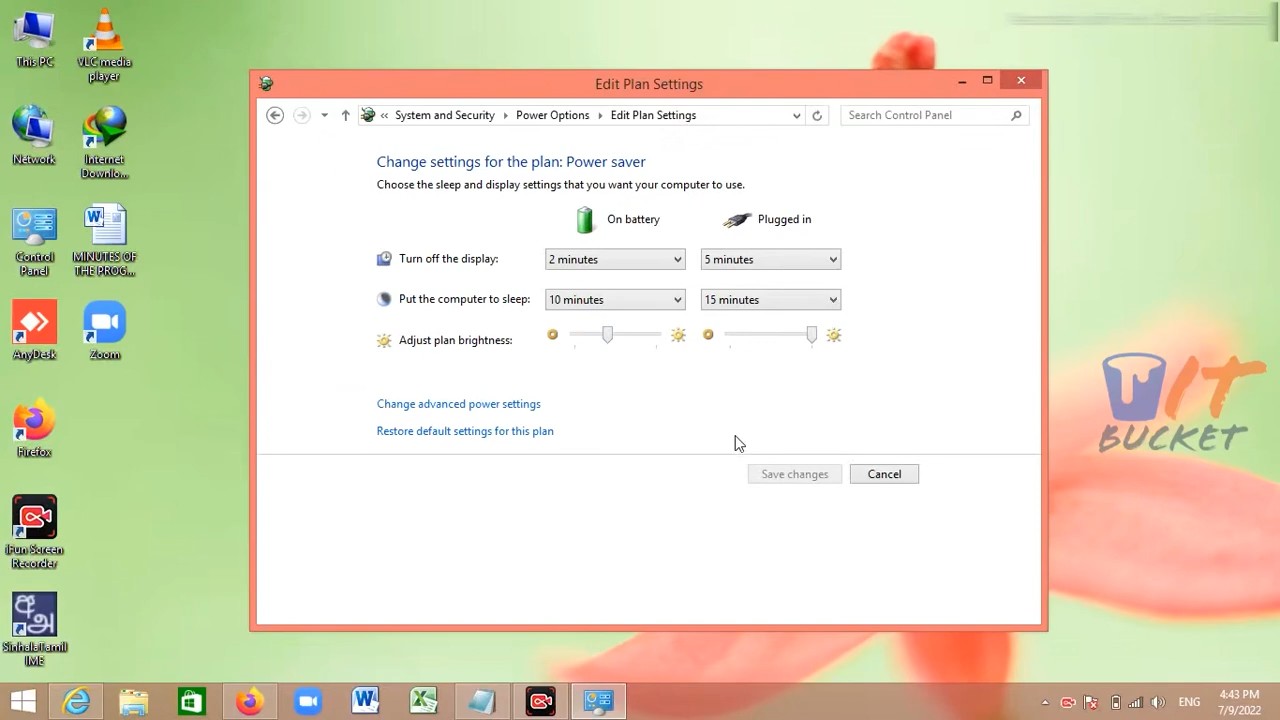 This PC
VLC media
player
Network
Internet
Downlo...
Control
Panel
MINUTES OF
THE PROG...
AnyDesk
Zoom
Firefox
iFun Screen
Recorder
අ அ
SinhalaTamil
IME
Edit Plan Settings
« System and Security Power Options Edit Plan Settings
Search Control Panel
Change settings for the plan: Power saver
Choose the sleep and display settings that you want your computer to use.
On battery Plugged in
Turn off the display: 2 minutes 5 minutes
Put the computer to sleep: 10 minutes 15 minutes
Adjust plan brightness:
Change advanced power settings
Restore default settings for this plan
Save changes Cancel
IT
BUCKET
ENG
4:43 PM
7/9/2022